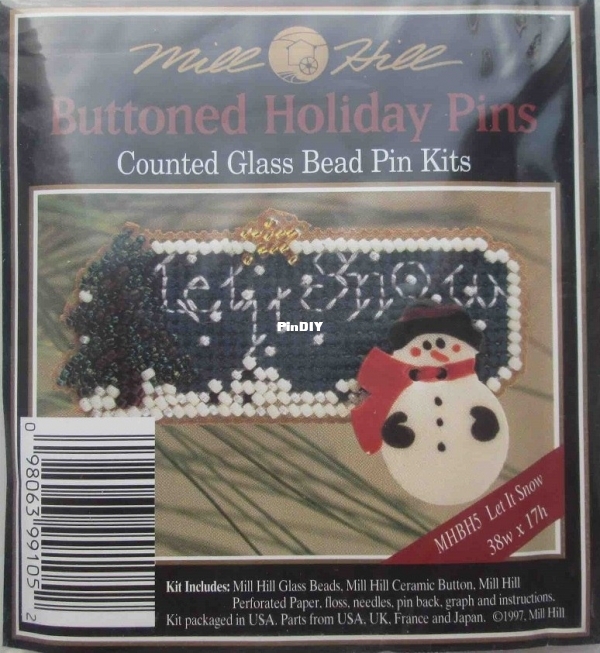 Mill Hill
Buttoned Holiday Pins
Counted Glass Bead Pin Kits
Let it Snow
PinDIY
MHBH5 Let It Snow
38w x 17h
0 98063 99105 2
Kit Includes: Mill Hill Glass Beads, Mill Hill Ceramic Button, Mill Hill
Perforated Paper, floss, needles, pin back, graph and instructions.
Kit packaged in USA. Parts from USA, UK, France and Japan. ©1997, Mill Hill